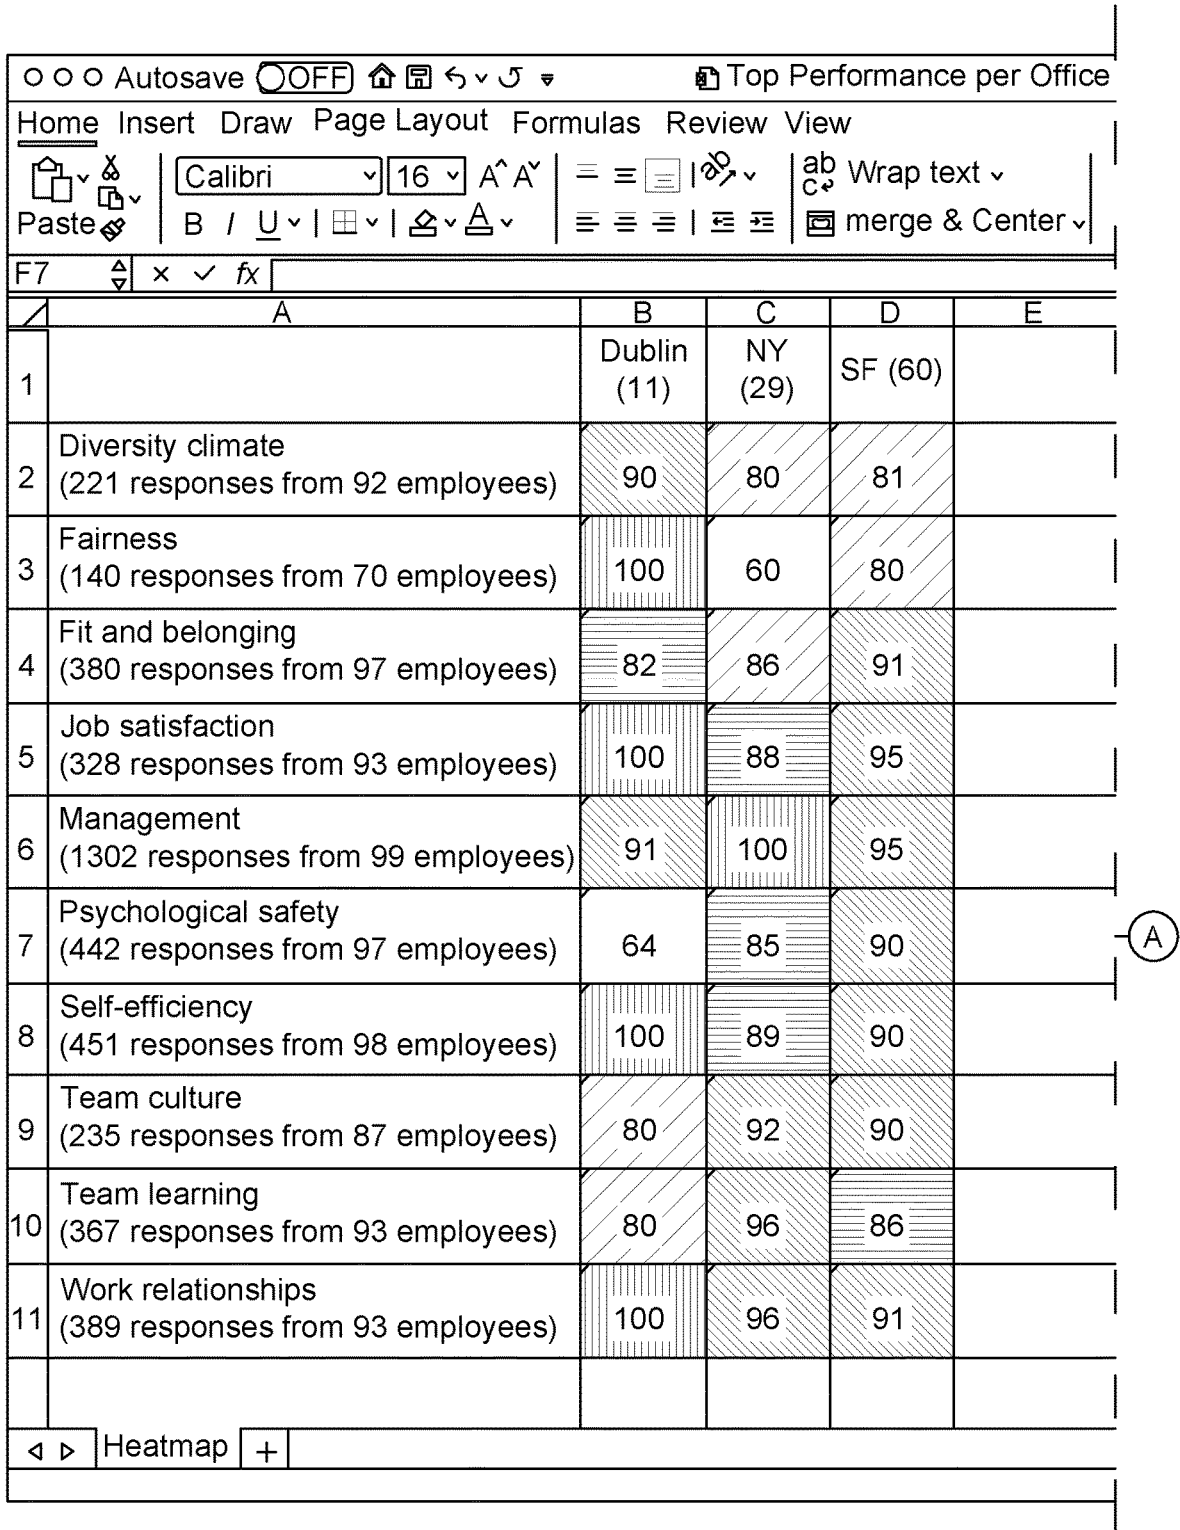 Autosave OFF Top Performance per Office
Home Insert Draw Page Layout Formulas Review View
Calibri 16 A A ab ab Wrap text
c
Paste B I U A merge & Center
F7 fx
A B C D E
1 Dublin (11) NY (29) SF (60)
2 Diversity climate
(221 responses from 92 employees) 90 80 81
3 Fairness
(140 responses from 70 employees) 100 60 80
4 Fit and belonging
(380 responses from 97 employees) 82 86 91
5 Job satisfaction
(328 responses from 93 employees) 100 88 95
6 Management
(1302 responses from 99 employees) 91 100 95
7 Psychological safety
(442 responses from 97 employees) 64 85 90
A
8 Self-efficiency
(451 responses from 98 employees) 100 89 90
9 Team culture
(235 responses from 87 employees) 80 92 90
10 Team learning
(367 responses from 93 employees) 80 96 86
11 Work relationships
(389 responses from 93 employees) 100 96 91
Heatmap +